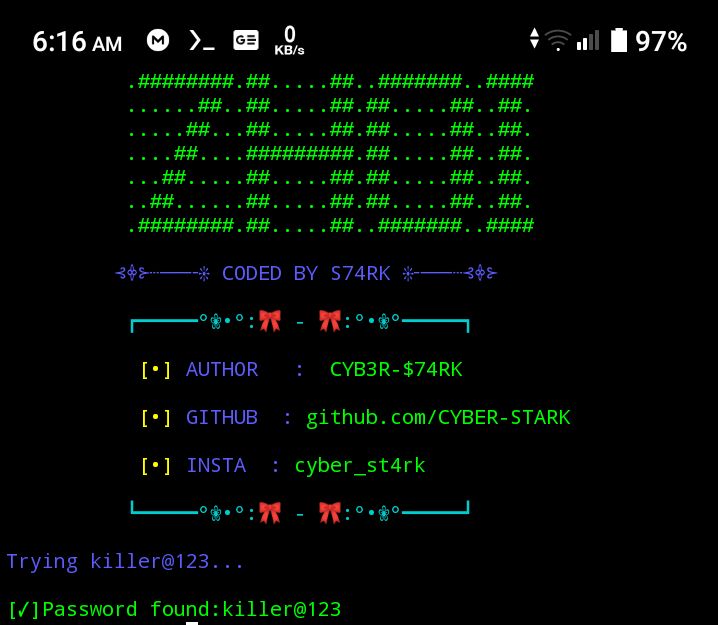 6:16 AM 0 KB/s 97%
.########.##.....##..#######..####
......##..##.....##.##.....##..##.
.....##...##.....##.##.....##..##.
....##....#########.##.....##..##.
...##.....##.....##.##.....##..##.
..##......##.....##.##.....##..##.
.########.##.....##..#######..####
CODED BY S74RK
[•] AUTHOR : CYB3R-$74RK
[•] GITHUB : github.com/CYBER-STARK
[•] INSTA : cyber_st4rk
Trying killer@123...
[✓]Password found:killer@123